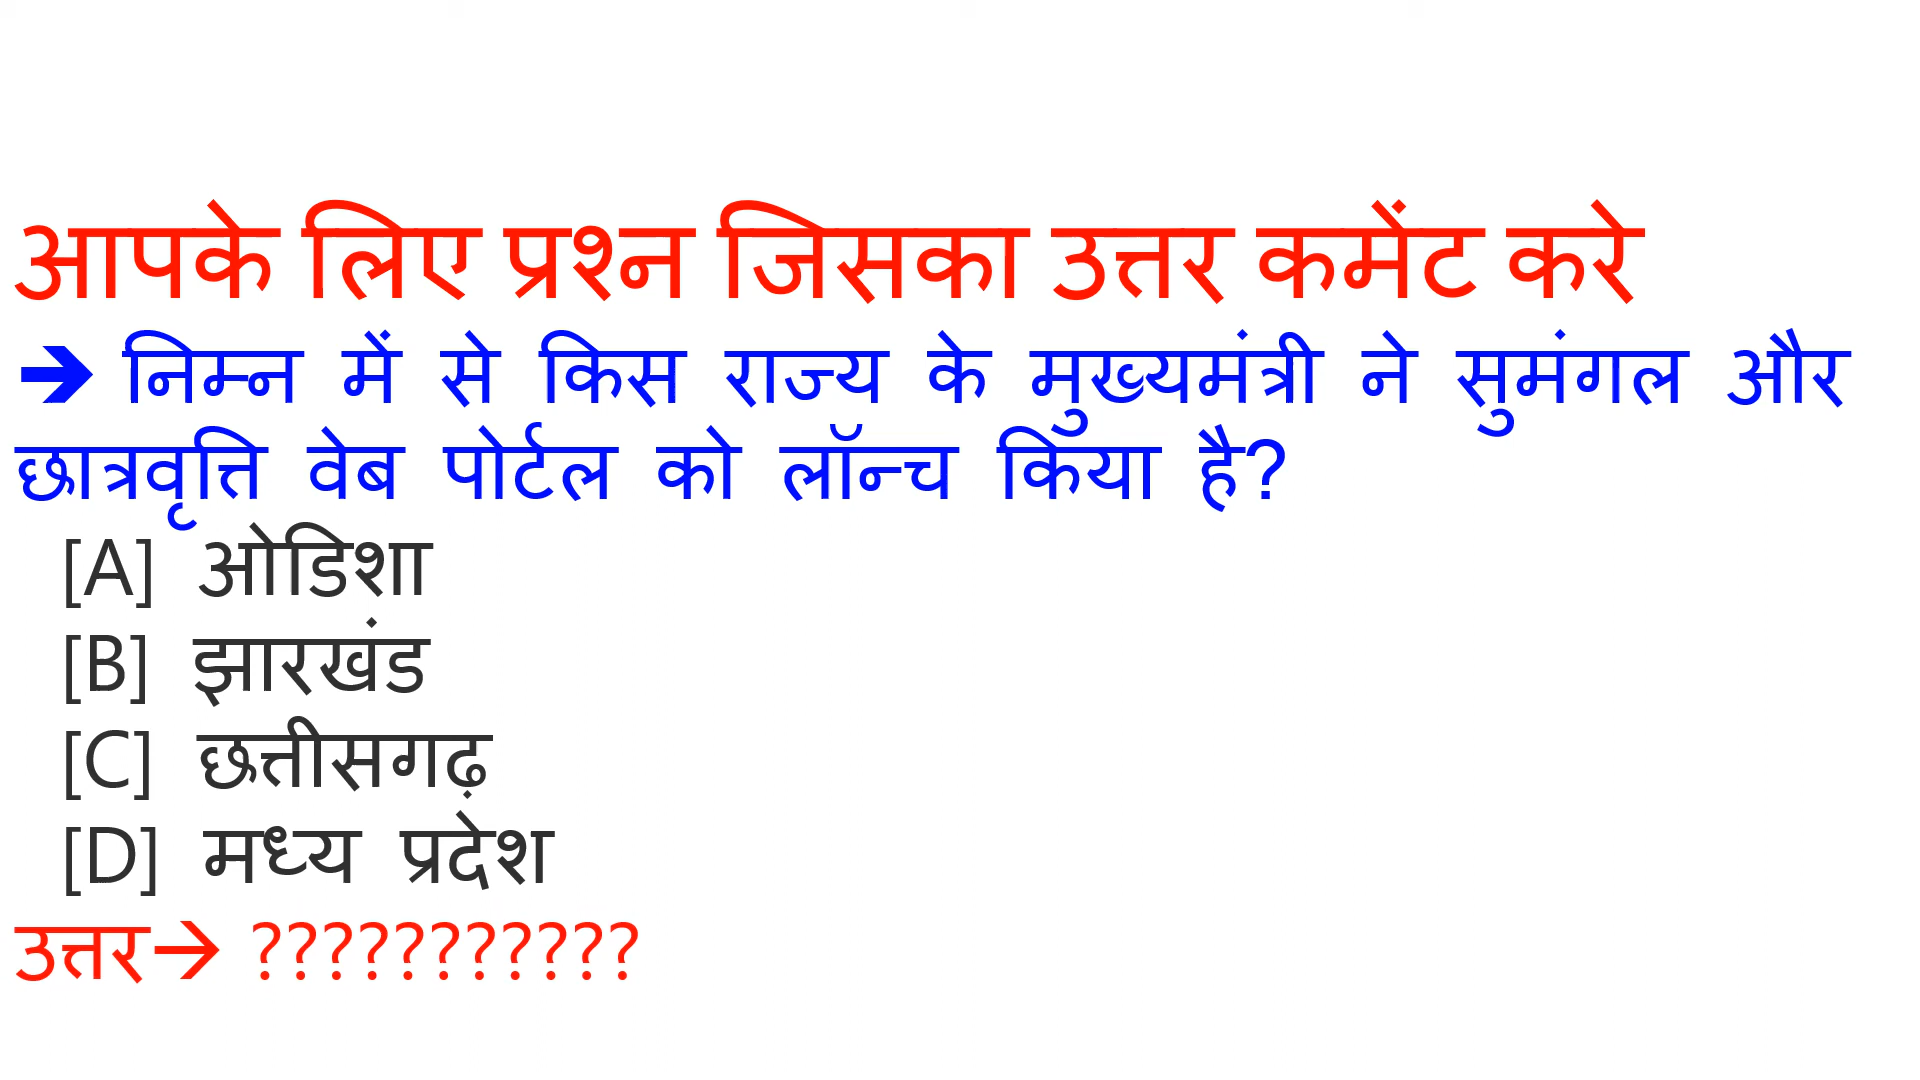 आपके लिए प्रश्न जिसका उत्तर कमेंट करे
🡺 निम्न में से किस राज्य के मुख्यमंत्री ने सुमंगल और
छात्रवृत्ति वेब पोर्टल को लॉन्च किया है?
[A] ओडिशा
[B] झारखंड
[C] छत्तीसगढ़
[D] मध्य प्रदेश
उत्तर→ ???????????